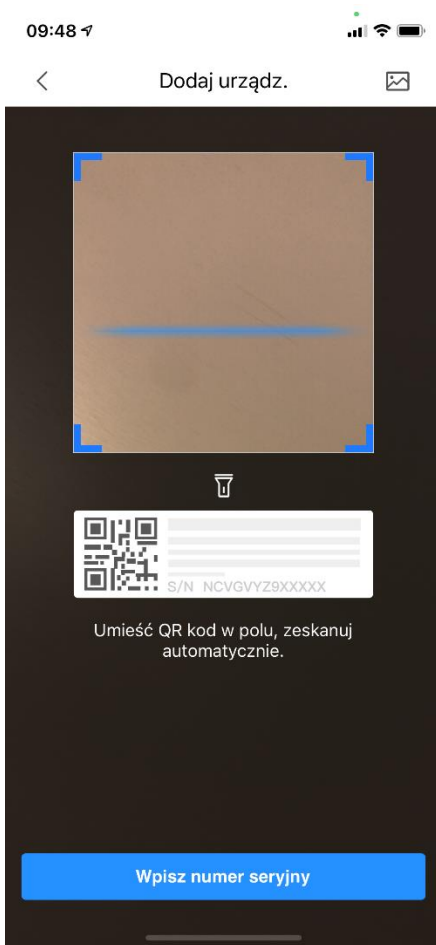 09:48
Dodaj urządz.
S/N NCVGVYZ9XXXXX
Umieść QR kod w polu, zeskanuj
automatycznie.
Wpisz numer seryjny